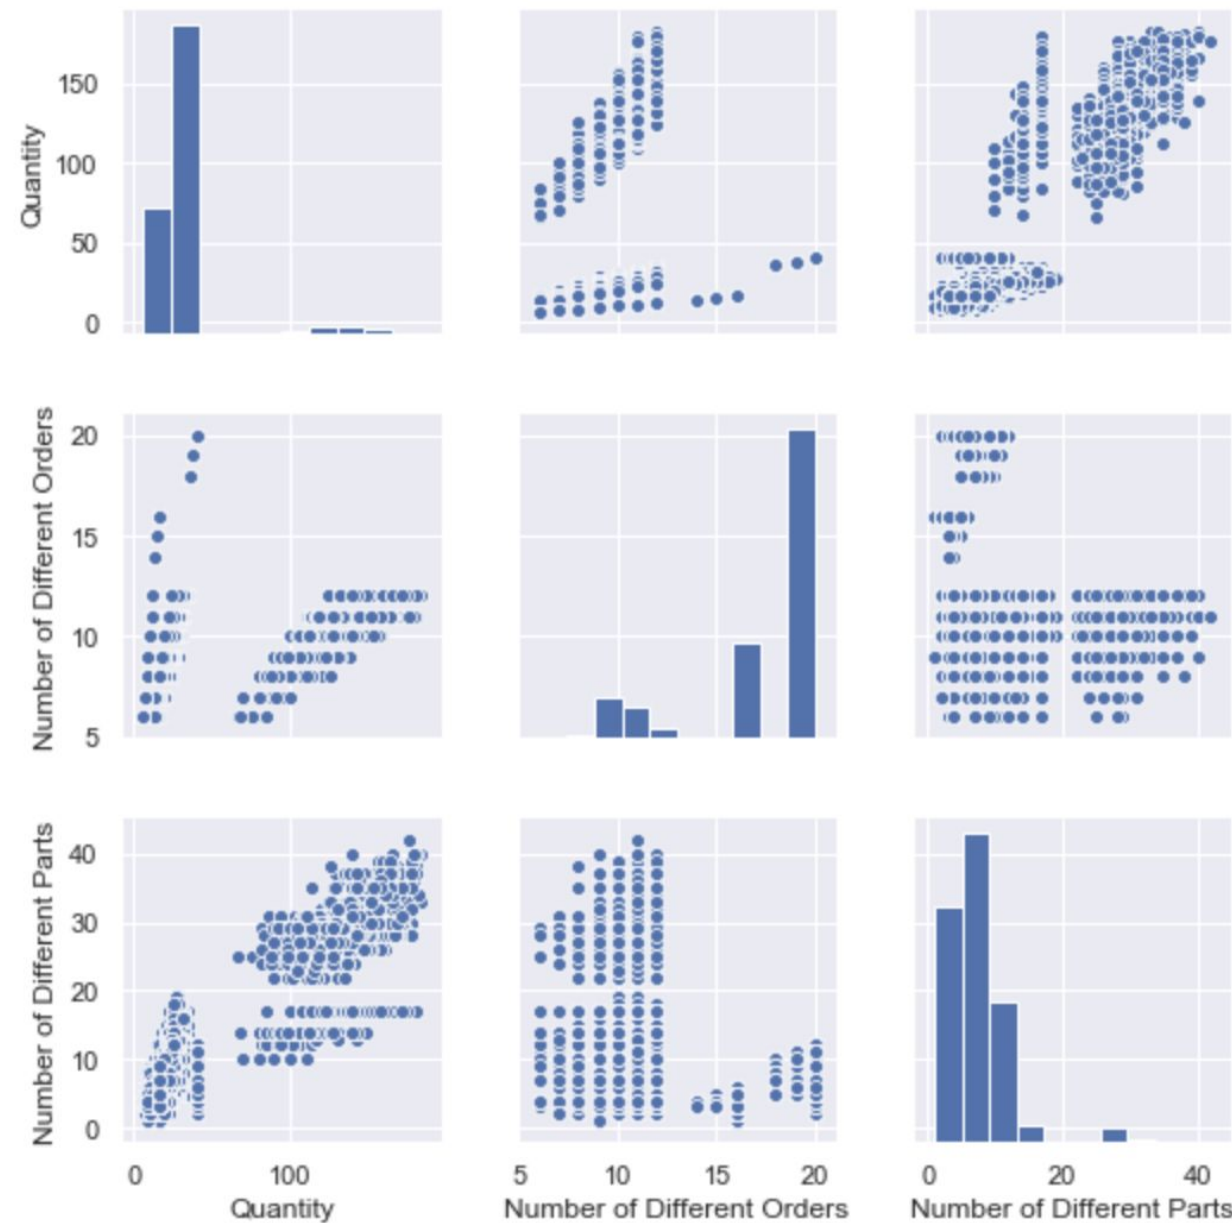 Quantity
150
100
50
0
Number of Different Orders
20
15
10
5
Number of Different Parts
40
30
20
10
0
0 100
Quantity
5 10 15 20
Number of Different Orders
0 20 40
Number of Different Parts